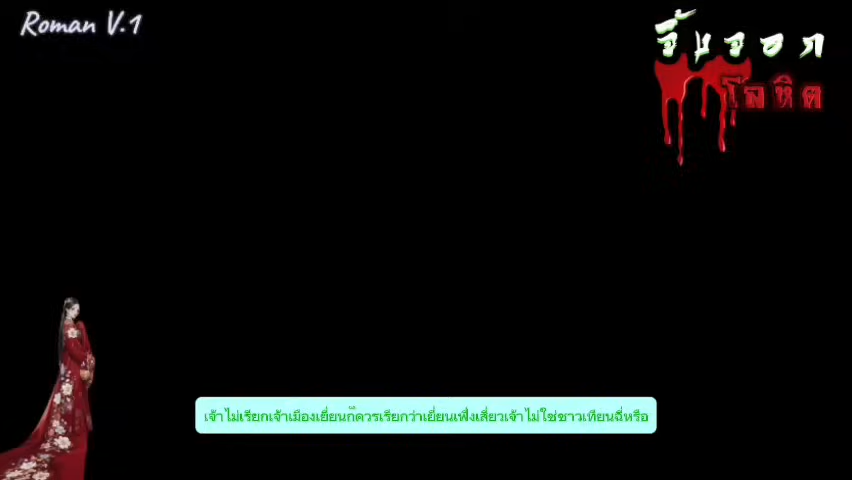 Roman V.1
จิ้มจอก
โลหิต
เจ้าไม่เรียกเจ้าเมืองเยี่ยนก็ควรเรียกว่าเยี่ยนเฟิ่งเสี่ยวเจ้าไม่ใช่ชาวเทียนฉี่หรือ